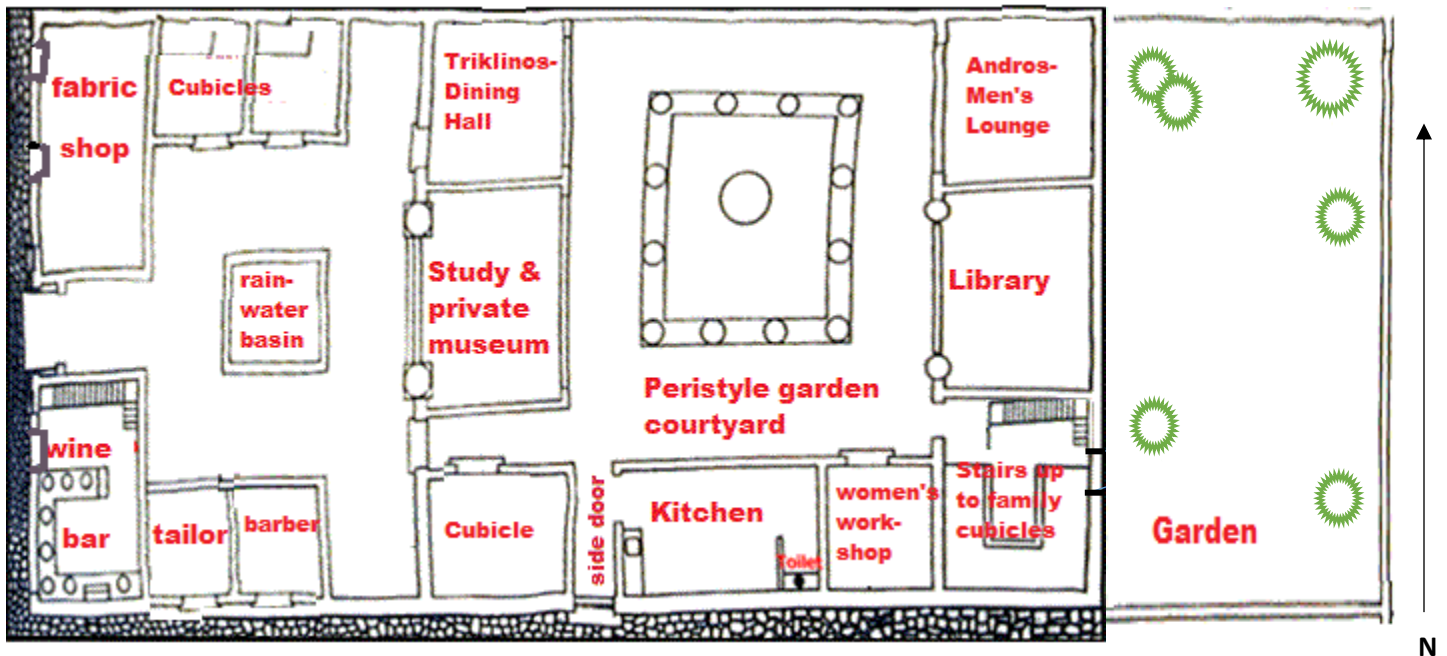 fabric
shop
Cubicles
Triklinos-
Dining
Hall
Andros-
Men's
Lounge
rain-
water
basin
Study &
private
museum
Library
Peristyle garden
courtyard
wine
bar
tailor
barber
Cubicle
side door
Kitchen
Toilet
women's
work-
shop
Stairs up
to family
cubicles
Garden
N